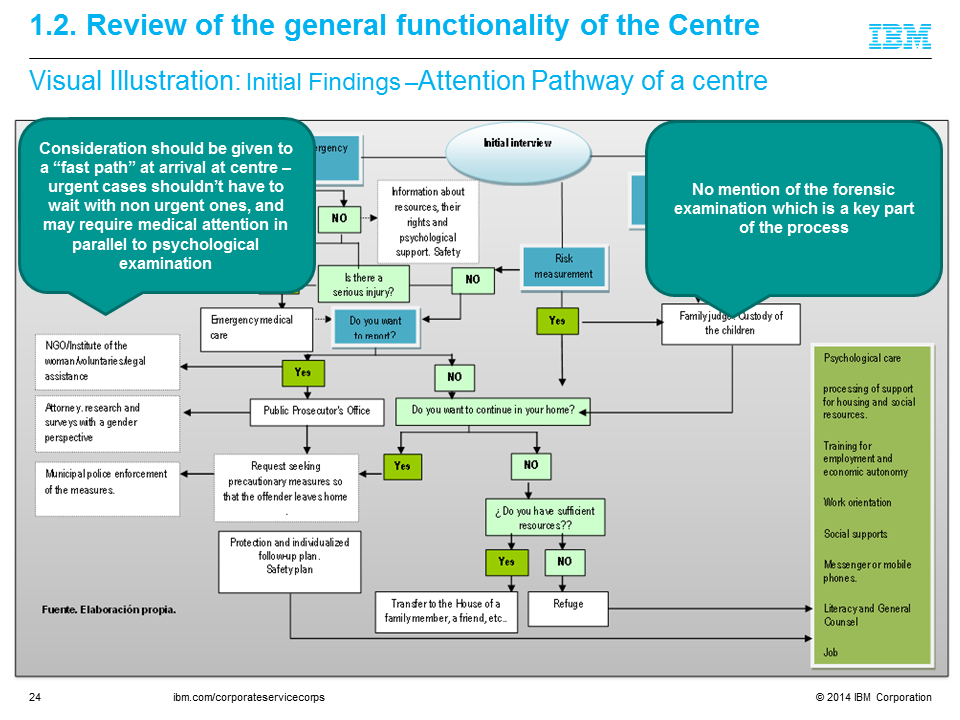 1.2. Review of the general functionality of the Centre
IBM
Visual Illustration: Initial Findings –Attention Pathway of a centre
Consideration should be given to
a “fast path” at arrival at centre –
urgent cases shouldn’t have to
wait with non urgent ones, and
may require medical attention in
parallel to psychological
examination
Initial interview
No mention of the forensic
examination which is a key part
of the process
NO
Information about
resources, their
rights and
psychological
support. Safety
Risk
measurement
Is there a
serious injury?
NO
Emergency medical
care
Do you want
to report?
Yes
Family judge. Custody of
the children
NGO/Institute of the
woman/voluntaries/legal
assistance
Yes
NO
Attorney. research and
surveys with a gender
perspective
Public Prosecutor's Office
Do you want to continue in your home?
Municipal police enforcement
of the measures.
Request seeking
precautionary measures so
that the offender leaves home
.
Yes
NO
¿ Do you have sufficient
resources??
Protection and individualized
follow-up plan.
Safety plan
Yes
NO
Transfer to the House of a
family member, a friend, etc..
Refuge
Psychological care
processing of support
for housing and social
resources.
Training for
employment and
economic autonomy
Work orientation
Social supports
Messenger or mobile
phones.
Literacy and General
Counsel
Job
Fuente. Elaboración propia.
24
ibm.com/corporateservicecorps
© 2014 IBM Corporation